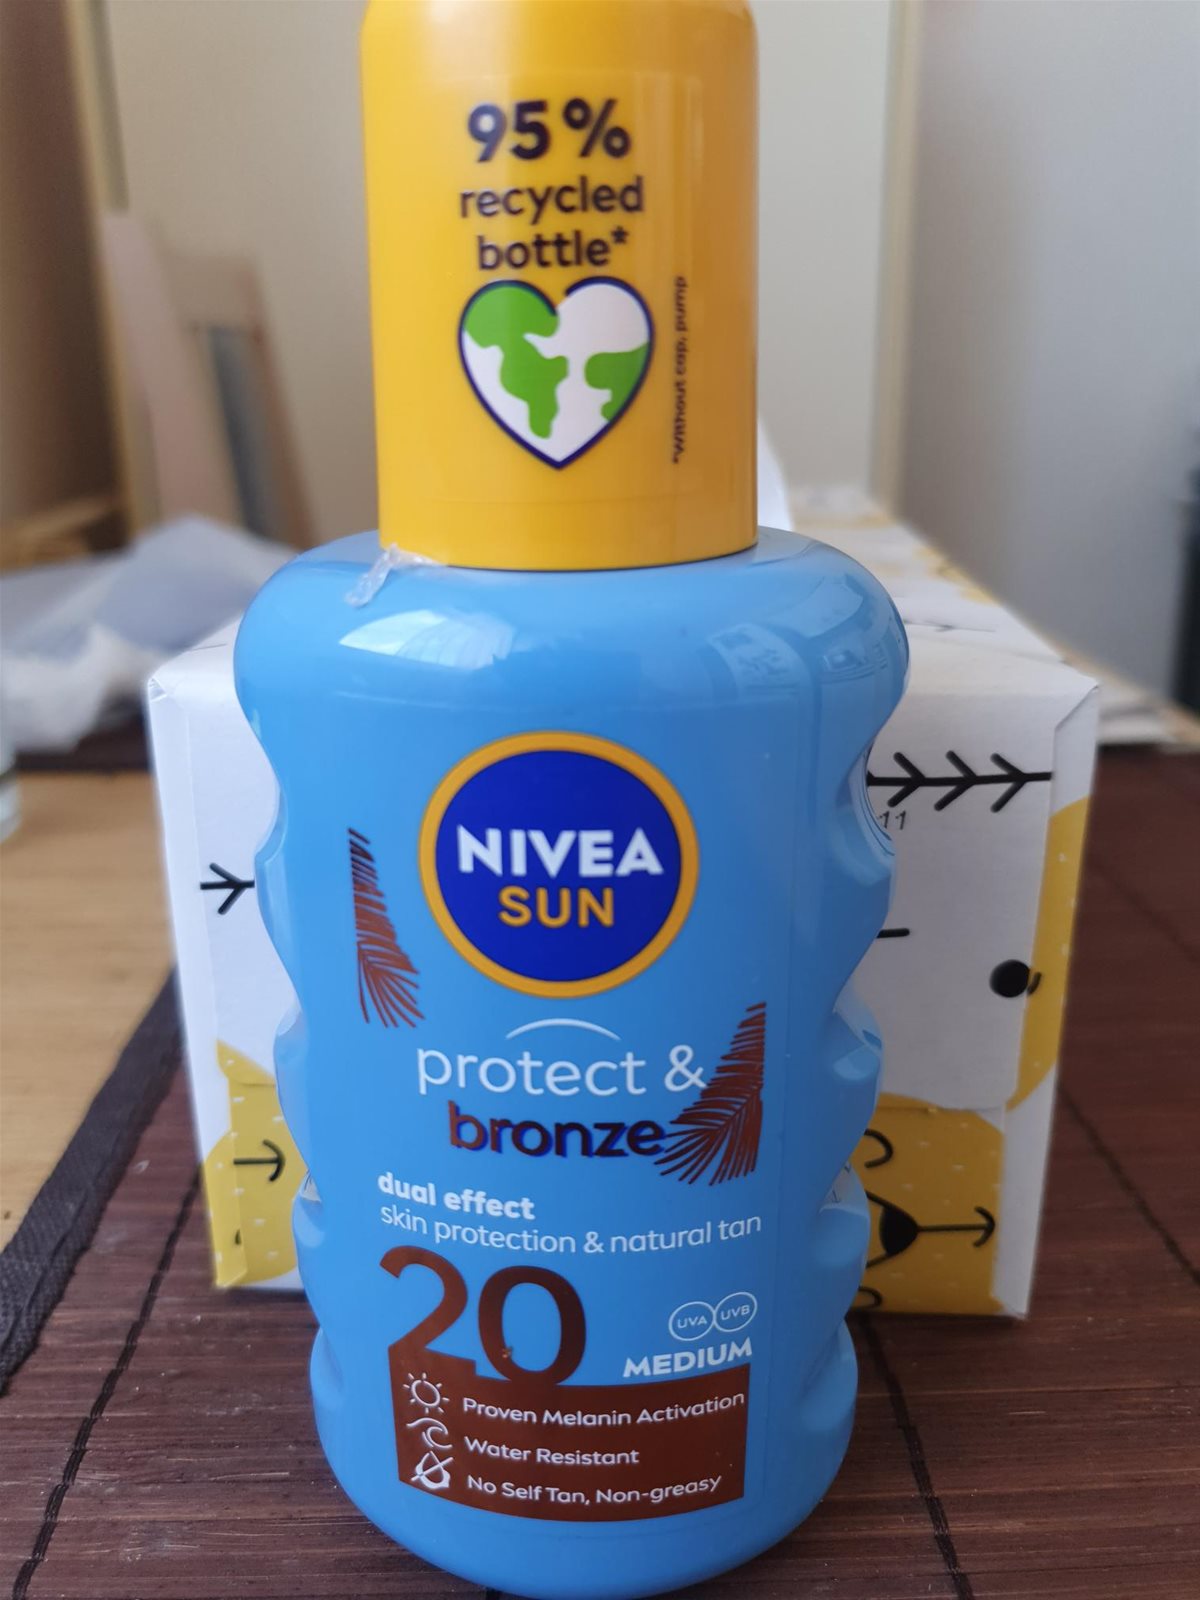 95%
recycled
bottle*
*Without cap, pump
NIVEA
SUN
protect &
bronze
dual effect
skin protection & natural tan
20
UVA UVB
MEDIUM
Proven Melanin Activation
Water Resistant
No Self Tan, Non-greasy
11